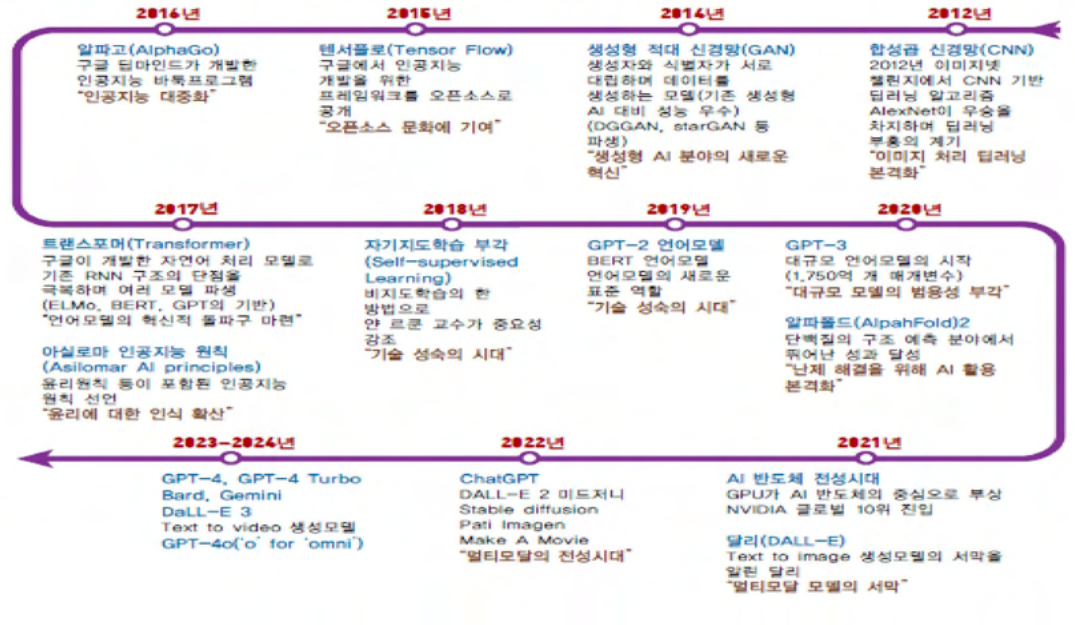 2016년
2015년
2014년
2012년
알파고(AlphaGo)
구글 딥마인드가 개발한
인공지능 바둑프로그램
"인공지능 대중화"
텐서플로(Tensor Flow)
구글에서 인공지능
개발을 위한
프레임워크를 오픈소스로
공개
"오픈소스 문화에 기여"
생성형 적대 신경망(GAN)
생성자와 식별자가 서로
대립하며 데이터를
생성하는 모델(기존 생성형
AI 대비 성능 우수)
(DGGAN, starGAN 등
파생)
"생성형 AI 분야의 새로운
혁신"
합성곱 신경망(CNN)
2012년 이미지넷
챌린지에서 CNN 기반
딥러닝 알고리즘
AlexNet이 우승을
차지하며 딥러닝
부흥의 계기
"이미지 처리 딥러닝
본격화"
2017년
2018년
2019년
2020년
트랜스포머(Transformer)
구글이 개발한 자연어 처리 모델로
기존 RNN 구조의 단점을
극복하며 여러 모델 파생
(ELMo, BERT, GPT의 기반)
"언어모델의 혁신적 돌파구 마련"
아실로마 인공지능 원칙
(Asilomar AI principles)
윤리원칙 등이 포함된 인공지능
원칙 선언
"윤리에 대한 인식 확산"
자기지도학습 부각
(Self-supervised
Learning)
비지도학습의 한
방법으로
얀 르쿤 교수가 중요성
강조
"기술 성숙의 시대"
GPT-2 언어모델
BERT 언어모델
언어모델의 새로운
표준 역할
"기술 성숙의 시대"
GPT-3
대규모 언어모델의 시작
(1,750억 개 매개변수)
"대규모 모델의 범용성 부각"
알파폴드(AlpahFold)2
단백질의 구조 예측 분야에서
뛰어난 성과 달성
"난제 해결을 위해 AI 활용
본격화"
2023-2024년
2022년
2021년
GPT-4, GPT-4 Turbo
Bard, Gemini
DaLL-E 3
Text to video 생성모델
GPT-4o('o' for 'omni')
ChatGPT
DALL-E 2 미드저니
Stable diffusion
Pati Imagen
Make A Movie
"멀티모달의 전성시대"
AI 반도체 전성시대
GPU가 AI 반도체의 중심으로 부상
NVIDIA 글로벌 10위 진입
달리(DALL-E)
Text to image 생성모델의 서막을
알린 달리
"멀티모달 모델의 서막"